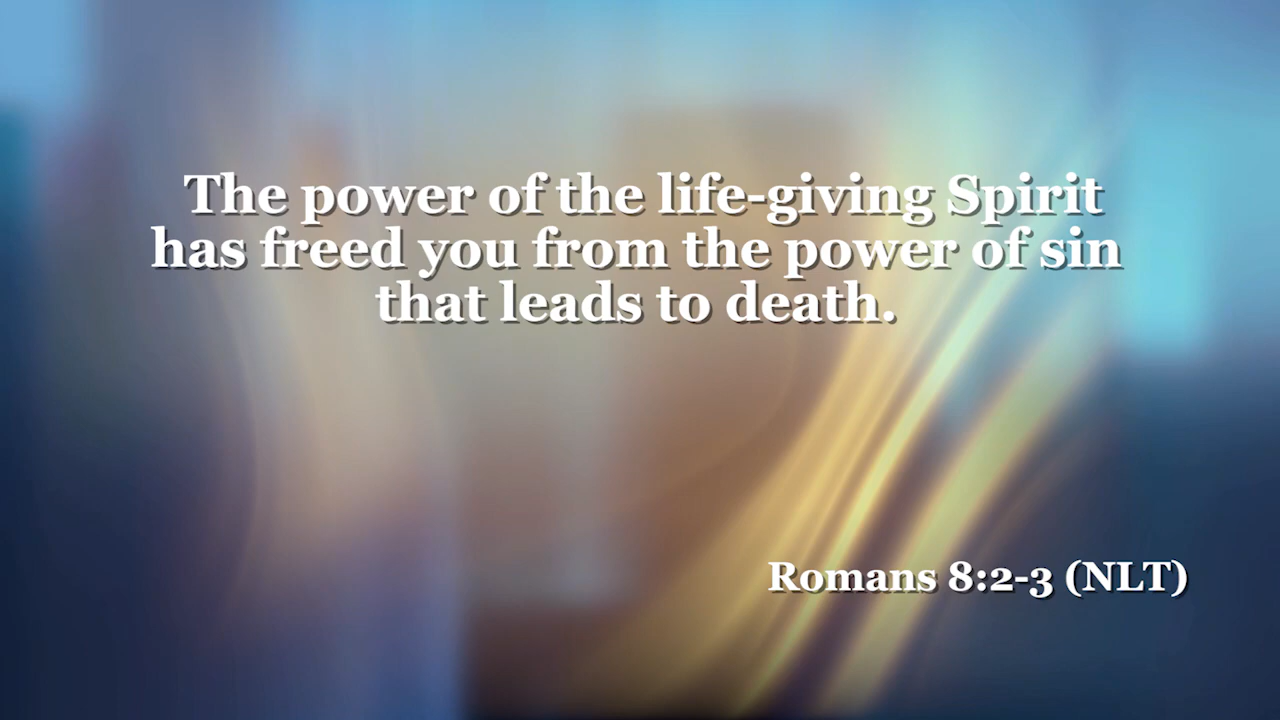 The power of the life-giving Spirit
has freed you from the power of sin
that leads to death.
Romans 8:2-3 (NLT)